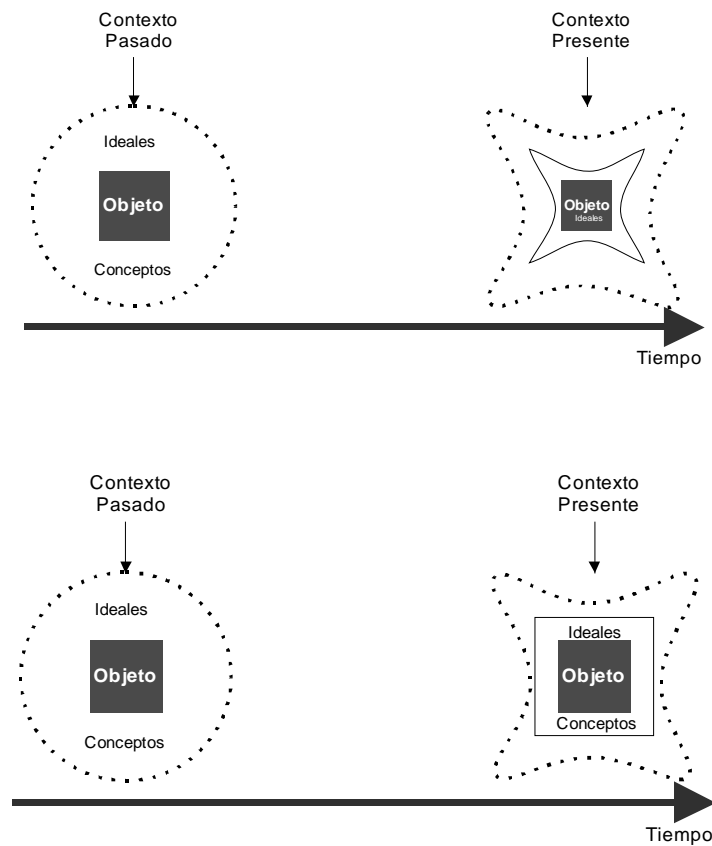 Contexto
Pasado
Contexto
Presente
Ideales
Objeto
Conceptos
Objeto
Ideales
Tiempo
Contexto
Pasado
Contexto
Presente
Ideales
Objeto
Conceptos
Ideales
Objeto
Conceptos
Tiempo